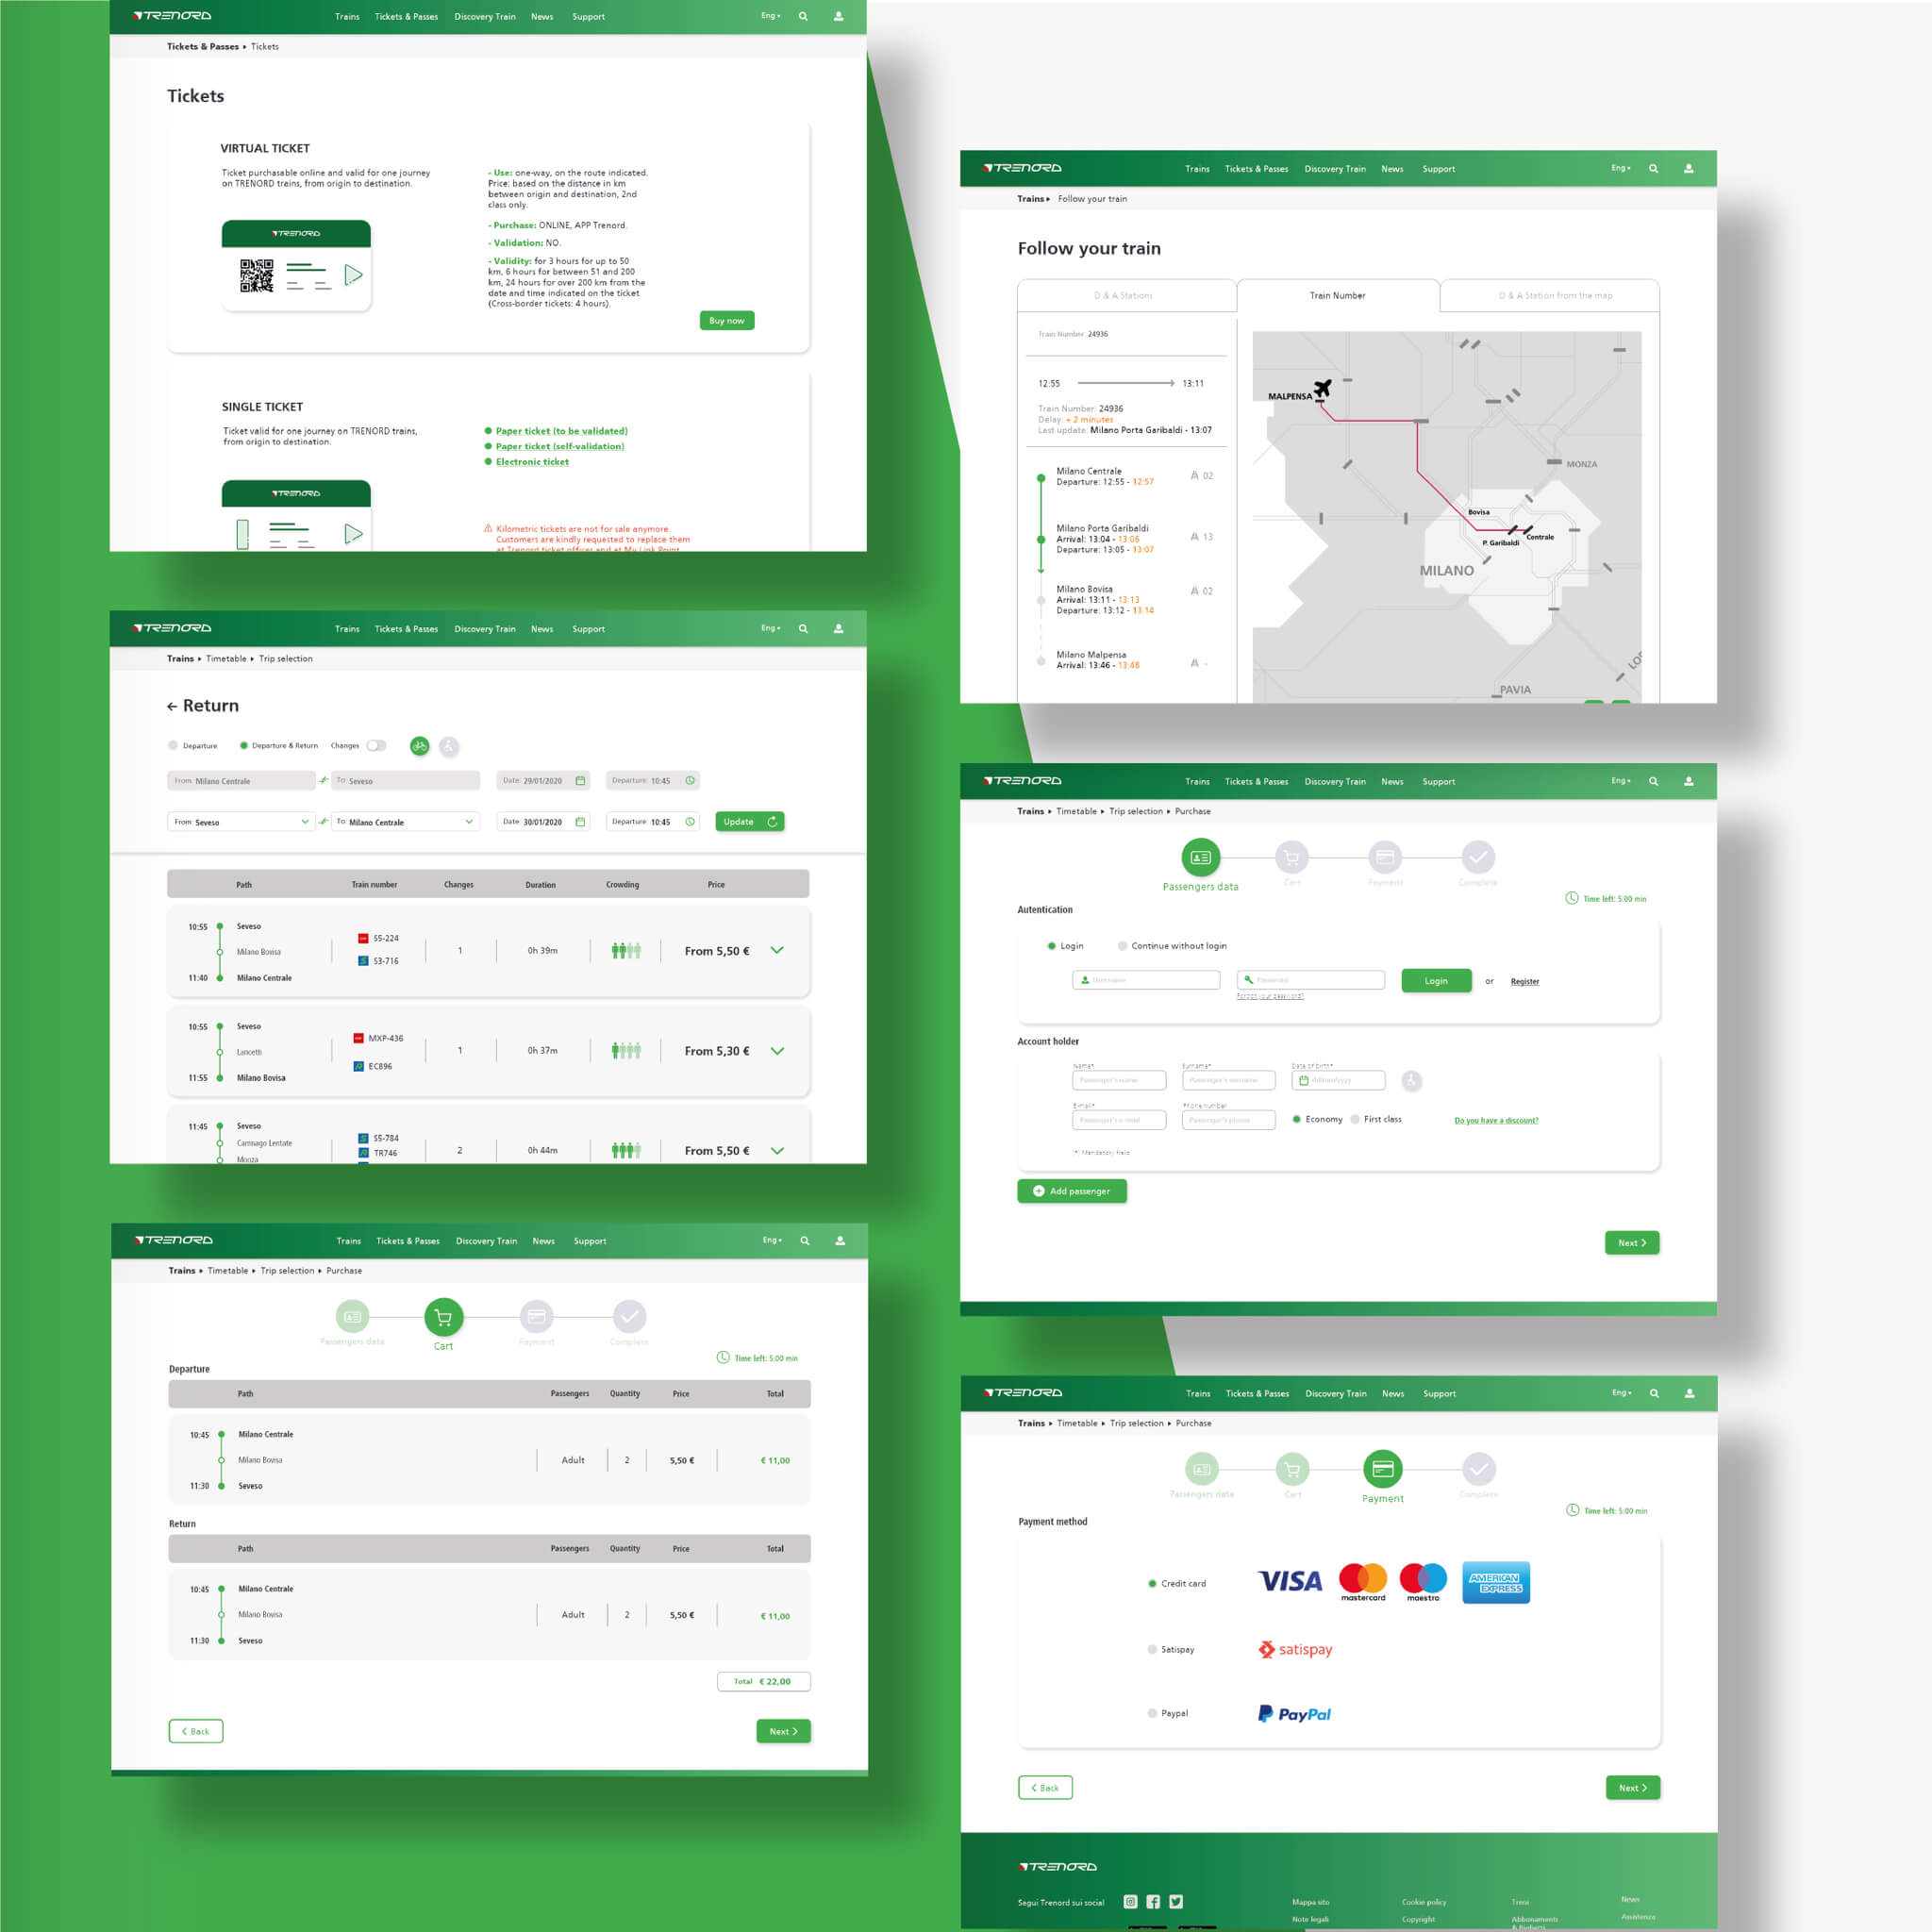 TRENORD
Trains Tickets & Passes Discovery Train News Support Eng
Tickets & Passes Tickets
Tickets
VIRTUAL TICKET
Ticket purchasable online and valid for one journey
on TRENORD trains, from origin to destination.
TRENORD
- Use: one-way, on the route indicated.
Price: based on the distance in km
between origin and destination, 2nd
class only.
- Purchase: ONLINE, APP Trenord.
- Validation: NO.
- Validity: for 3 hours for up to 50
km, 6 hours for between 51 and 200
km, 24 hours for over 200 km from the
date and time indicated on the ticket
(Cross-border tickets: 4 hours).
Buy now
SINGLE TICKET
Ticket valid for one journey on TRENORD trains,
from origin to destination.
TRENORD
Paper ticket (to be validated)
Paper ticket (self-validation)
Electronic ticket
Kilometric tickets are not for sale anymore.
Customers are kindly requested to replace them
at Trenord ticket offices and at My Link Point
TRENORD
Trains Tickets & Passes Discovery Train News Support Eng
Trains Follow your train
Follow your train
D & A Stations Train Number D & A Station from the map
Train Number: 24936
12:55 13:11
Train Number: 24936
Delay: + 2 minutes
Last update: Milano Porta Garibaldi - 13:07
Milano Centrale
Departure: 12:55 - 12:57
02
Milano Porta Garibaldi
Arrival: 13:04 - 13:06
Departure: 13:05 - 13:07
13
Milano Bovisa
Arrival: 13:11 - 13:13
Departure: 13:12 - 13:14
02
Milano Malpensa
Arrival: 13:46 - 13:48
-
MALPENSA
MONZA
Bovisa
P. Garibaldi
Centrale
MILANO
PAVIA
TRENORD
Trains Tickets & Passes Discovery Train News Support Eng
Trains Timetable Trip selection
Return
Departure Departure & Return Changes
From: Milano Centrale To: Seveso Date: 29/01/2020 Departure: 10:45
From: Seveso To: Milano Centrale Date: 30/01/2020 Departure: 10:45 Update
Path Train number Changes Duration Crowding Price
10:55 Seveso
Milano Bovisa
11:40 Milano Centrale
S5-224
S3-716
1 0h 39m From 5,50 €
10:55 Seveso
Lancetti
11:55 Milano Bovisa
MXP-436
EC896
1 0h 37m From 5,30 €
11:45 Seveso
Camnago Lentate
Monza
S5-784
TR746
2 0h 44m From 5,50 €
TRENORD
Trains Tickets & Passes Discovery Train News Support Eng
Trains Timetable Trip selection Purchase
Passengers data Cart Payment Complete
Time left: 5:00 min
Autentication
Login Continue without login
Username Password Login or Register
Forgot your password?
Account holder
Name* Surname* Date of birth*
Passenger's name Passenger's surname dd/mm/yyyy
E-mail* Phone number
Passenger's e-mail Passenger's phone Economy First class Do you have a discount?
*: Mandatory field
Add passenger
Next
TRENORD
Trains Tickets & Passes Discovery Train News Support Eng
Trains Timetable Trip selection Purchase
Passengers data Cart Payment Complete
Time left: 5:00 min
Departure
Path Passengers Quantity Price Total
10:45 Milano Centrale
Milano Bovisa
11:30 Seveso
Adult 2 5,50 € € 11,00
Return
Path Passengers Quantity Price Total
10:45 Milano Centrale
Milano Bovisa
11:30 Seveso
Adult 2 5,50 € € 11,00
Total € 22,00
Back Next
TRENORD
Trains Tickets & Passes Discovery Train News Support Eng
Trains Timetable Trip selection Purchase
Passengers data Cart Payment Complete
Time left: 5:00 min
Payment method
Credit card VISA mastercard maestro AMERICAN EXPRESS
Satispay satispay
Paypal PayPal
Back Next
TRENORD
Segui Trenord sui social
Mappa sito Cookie policy Treni News
Note legali Copyright Abbonamenti & Biglietti Assistenza